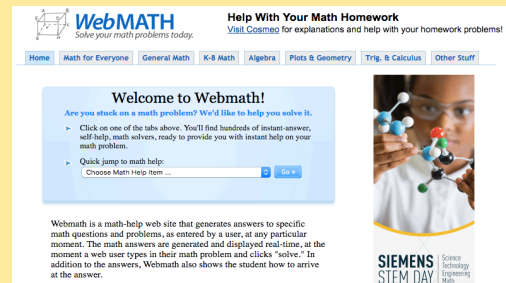 WebMATH
Solve your math problems today.
Help With Your Math Homework
Visit Cosmeo for explanations and help with your homework problems!
Home Math for Everyone General Math K-8 Math Algebra Plots & Geometry Trig. & Calculus Other Stuff
Welcome to Webmath!
Are you stuck on a math problem? We'd like to help you solve it.
Click on one of the tabs above. You'll find hundreds of instant-answer,
self-help, math solvers, ready to provide you with instant help on your
math problem.
Quick jump to math help:
Choose Math Help Item ... Go
Webmath is a math-help web site that generates answers to specific
math questions and problems, as entered by a user, at any particular
moment. The math answers are generated and displayed real-time, at the
moment a web user types in their math problem and clicks "solve." In
addition to the answers, Webmath also shows the student how to arrive
at the answer.
SIEMENS
STEM DAY
Science
Technology
Engineering
Math